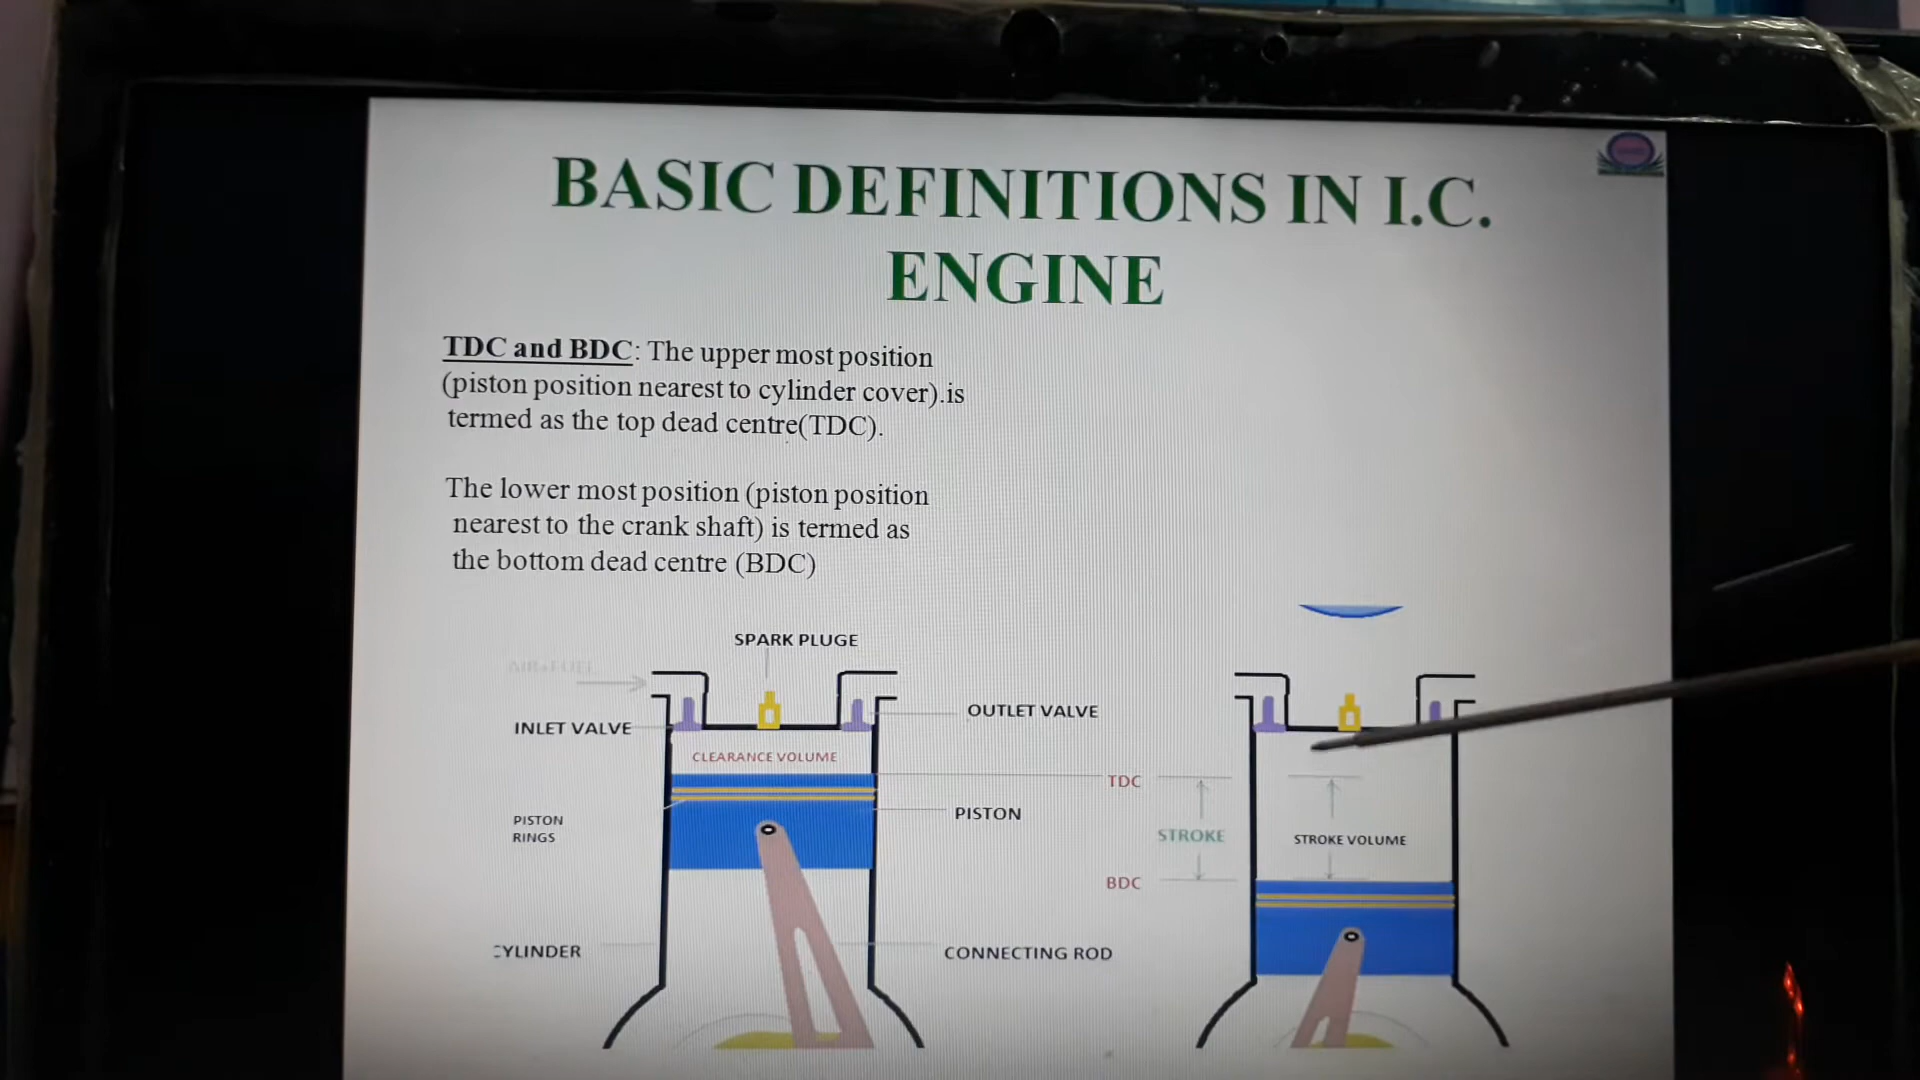 BASIC DEFINITIONS IN I.C.
ENGINE
TDC and BDC: The upper most position
(piston position nearest to cylinder cover).is
termed as the top dead centre(TDC).
The lower most position (piston position
nearest to the crank shaft) is termed as
the bottom dead centre (BDC)
SPARK PLUGE
AIR+FUEL
INLET VALVE
OUTLET VALVE
CLEARANCE VOLUME
TDC
PISTON
PISTON
RINGS
STROKE
STROKE VOLUME
BDC
CYLINDER
CONNECTING ROD